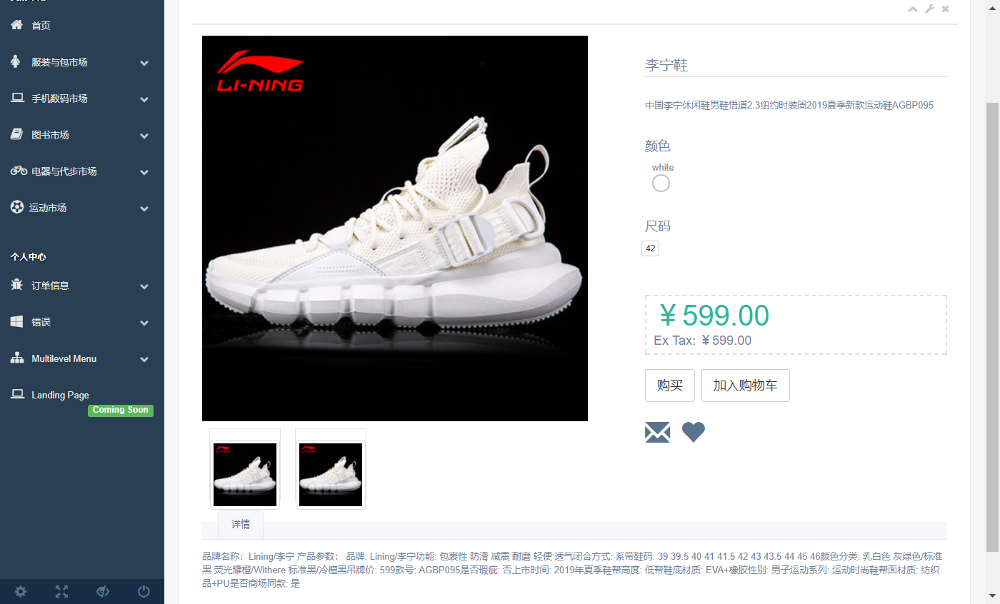 首页
服装与包市场
手机数码市场
图书市场
电器与代步市场
运动市场
个人中心
订单信息
错误
Multilevel Menu
Landing Page
Coming Soon
LI-NING
李宁鞋
中国李宁休闲鞋男鞋悟道2.3纽约时装周2019夏季新款运动鞋AGBP095
颜色
white
尺码
42
￥599.00
Ex Tax: ￥599.00
购买
加入购物车
LI-NING
LI-NING
详情
品牌名称：Lining/李宁 产品参数： 品牌: Lining/李宁功能: 包裹性 防滑 减震 耐磨 轻便 透气闭合方式: 系带鞋码: 39 39.5 40 41 41.5 42 43 43.5 44 45 46颜色分类: 乳白色 灰绿色/标准
黑 荧光耀橙/Withere 标准黑/冷檀黑吊牌价: 599款号: AGBP095是否瑕疵: 否上市时间: 2019年夏季鞋帮高度: 低帮鞋底材质: EVA+橡胶性别: 男子运动系列: 运动时尚鞋帮面材质: 纺织
品+PU是否商场同款: 是